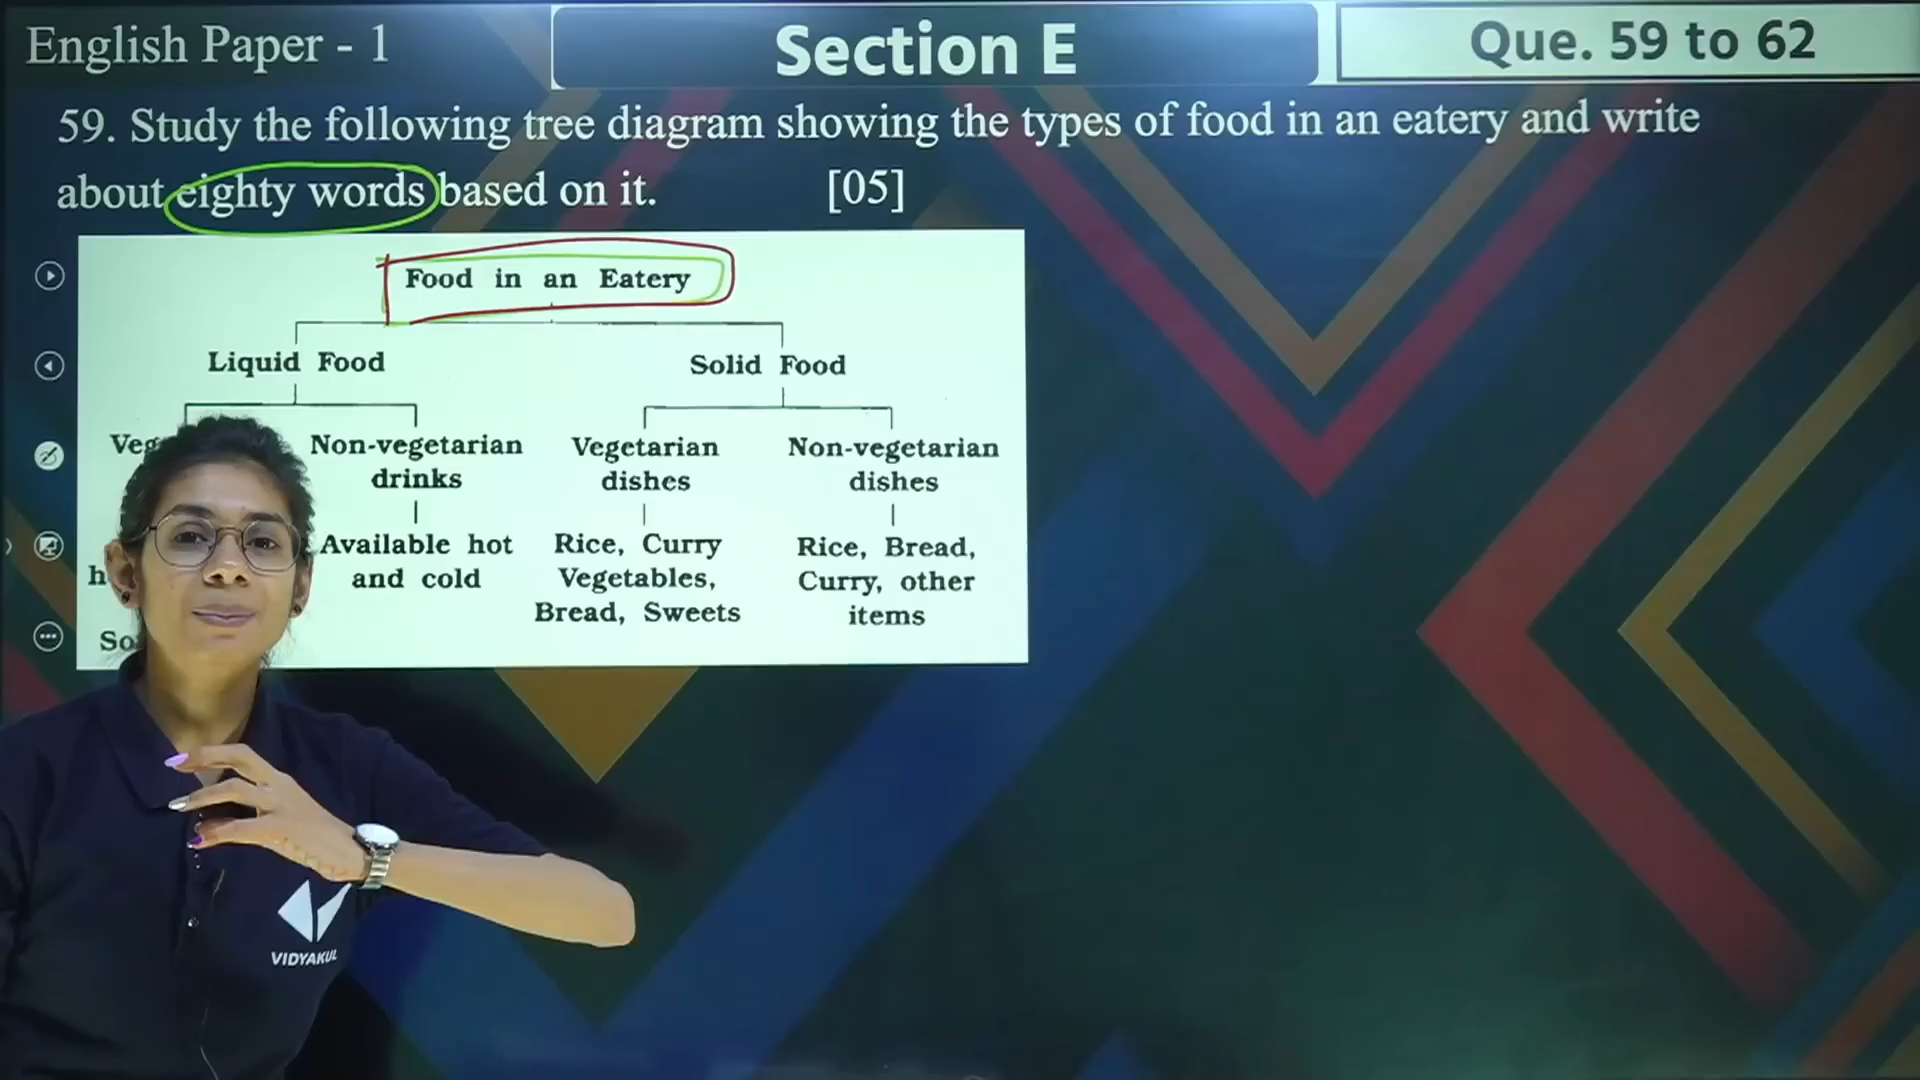 English Paper - 1
Section E
Que. 59 to 62
59. Study the following tree diagram showing the types of food in an eatery and write
about eighty words based on it. [05]
Food in an Eatery
Liquid Food
Solid Food
Non-vegetarian
drinks
Vegetarian
dishes
Non-vegetarian
dishes
Available hot
and cold
Rice, Curry
Vegetables,
Bread, Sweets
Rice, Bread,
Curry, other
items
VIDYAKUL